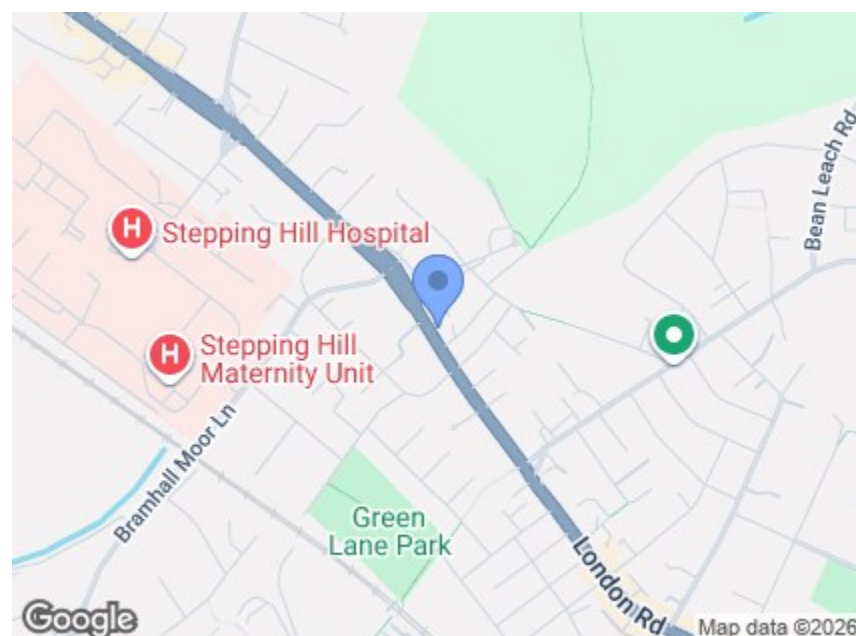 Bean Leach Rd
H
Stepping Hill Hospital
H
Stepping Hill
Maternity Unit
Bramhall Moor Ln
Green
Lane Park
London Rd
Google
Map data ©2026